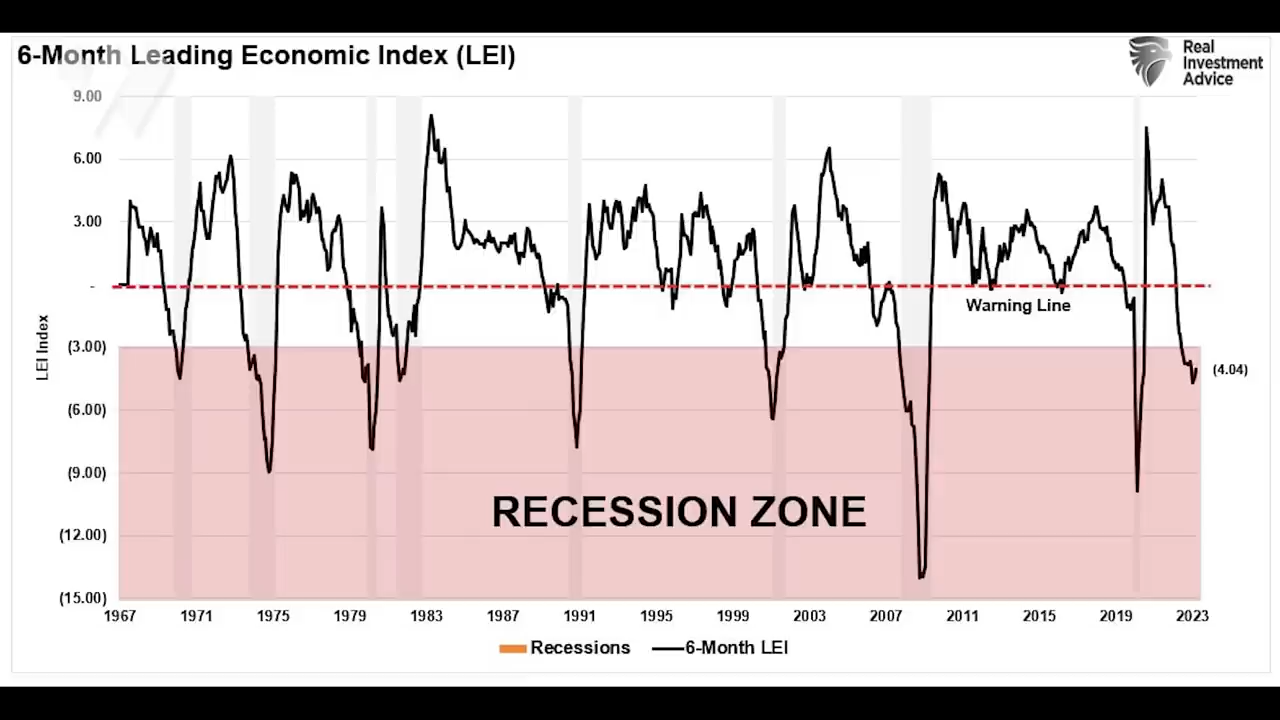 6-Month Leading Economic Index (LEI)
Real
Investment
Advice
9.00
6.00
3.00
-
(3.00)
(6.00)
(9.00)
(12.00)
(15.00)
LEI Index
Warning Line
(4.04)
RECESSION ZONE
1967 1971 1975 1979 1983 1987 1991 1995 1999 2003 2007 2011 2015 2019 2023
Recessions 6-Month LEI